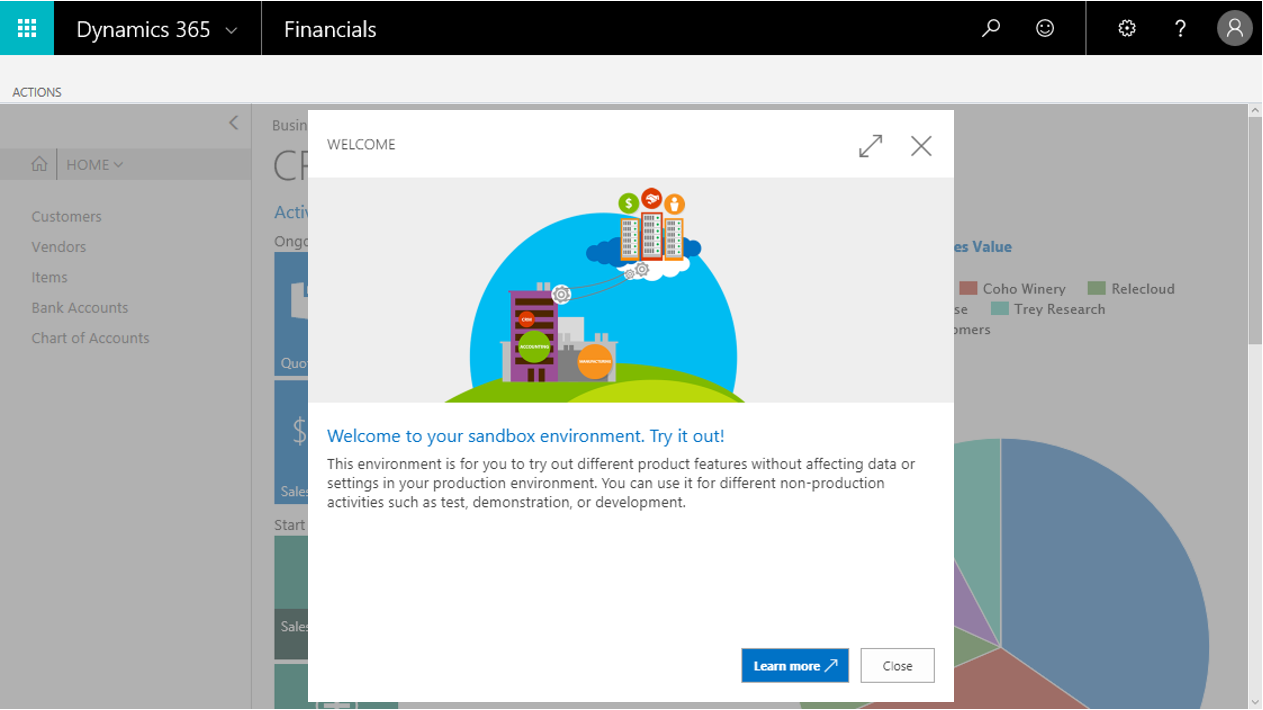 Dynamics 365
Financials
?
ACTIONS
HOME
Customers
Vendors
Items
Bank Accounts
Chart of Accounts
Busin
CR
Activ
Ongo
Quo
$
Sales
Start
Sales
WELCOME
$
CRM
ACCOUNTING
MANUFACTURING
Welcome to your sandbox environment. Try it out!
This environment is for you to try out different product features without affecting data or
settings in your production environment. You can use it for different non-production
activities such as test, demonstration, or development.
Learn more
Close
es Value
Coho Winery Relecloud
se Trey Research
omers